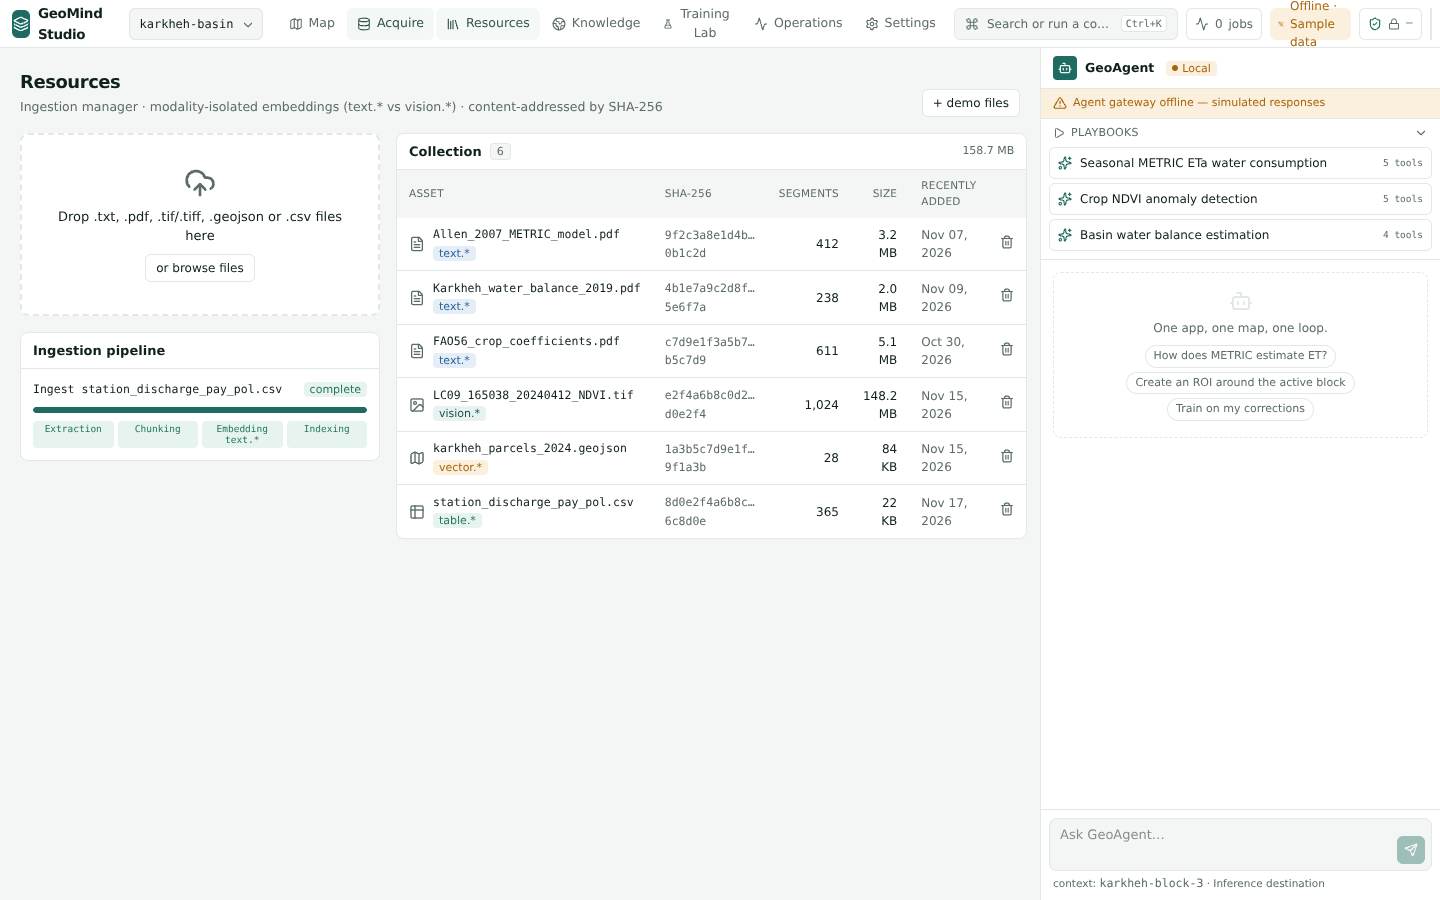 GeoMind
Studio
karkheh-basin
Map
Acquire
Resources
Knowledge
Training
Lab
Operations
Settings
Search or run a co…
Ctrl+K
0 jobs
Offline ·
Sample
data
Resources
Ingestion manager · modality-isolated embeddings (text.* vs vision.*) · content-addressed by SHA-256
+ demo files
Drop .txt, .pdf, .tif/.tiff, .geojson or .csv files
here
or browse files
Ingestion pipeline
Ingest station_discharge_pay_pol.csv complete
Extraction
Chunking
Embedding
text.*
Indexing
Collection 6 158.7 MB
ASSET SHA-256 SEGMENTS SIZE RECENTLY
ADDED
Allen_2007_METRIC_model.pdf
text.*
9f2c3a8e1d4b…
0b1c2d
412
3.2
MB
Nov 07,
2026
Karkheh_water_balance_2019.pdf
text.*
4b1e7a9c2d8f…
5e6f7a
238
2.0
MB
Nov 09,
2026
FAO56_crop_coefficients.pdf
text.*
c7d9e1f3a5b7…
b5c7d9
611
5.1
MB
Oct 30,
2026
LC09_165038_20240412_NDVI.tif
vision.*
e2f4a6b8c0d2…
d0e2f4
1,024
148.2
MB
Nov 15,
2026
karkheh_parcels_2024.geojson
vector.*
1a3b5c7d9e1f…
9f1a3b
28
84
KB
Nov 15,
2026
station_discharge_pay_pol.csv
table.*
8d0e2f4a6b8c…
6c8d0e
365
22
KB
Nov 17,
2026
GeoAgent
Local
Agent gateway offline — simulated responses
PLAYBOOKS
Seasonal METRIC ETa water consumption 5 tools
Crop NDVI anomaly detection 5 tools
Basin water balance estimation 4 tools
One app, one map, one loop.
How does METRIC estimate ET?
Create an ROI around the active block
Train on my corrections
Ask GeoAgent…
context: karkheh-block-3 · Inference destination